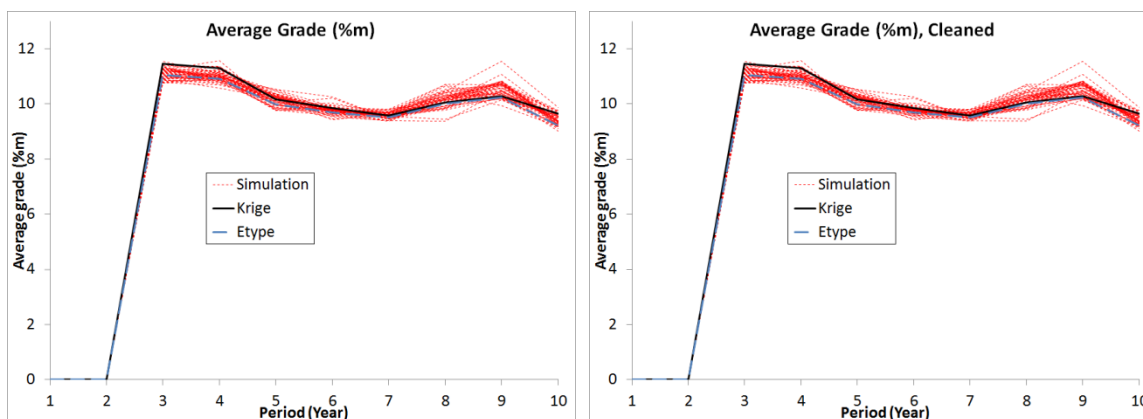 Average Grade (%m)
12
10
8
6
4
2
0
Average grade (%m)
Simulation
Krige
Etype
1 2 3 4 5 6 7 8 9 10
Period (Year)
Average Grade (%m), Cleaned
12
10
8
6
4
2
0
Average grade (%m)
Simulation
Krige
Etype
1 2 3 4 5 6 7 8 9 10
Period (Year)